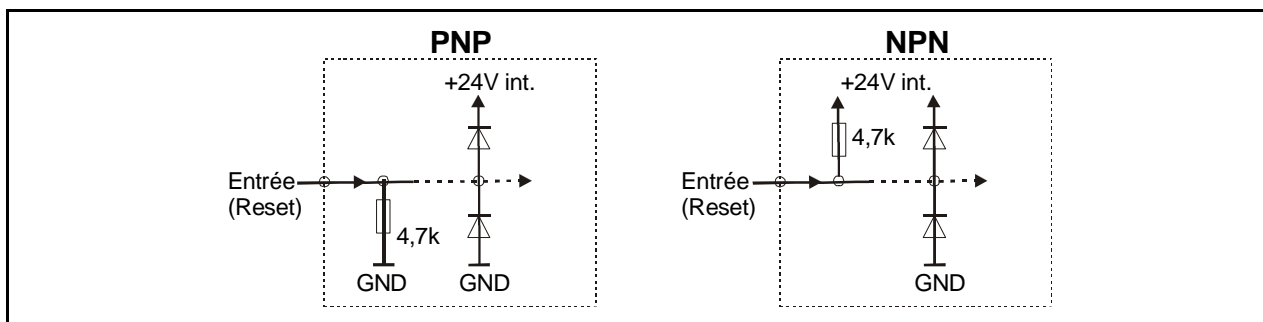 PNP
+24V int.
Entrée
(Reset)
4,7k
GND
GND
NPN
+24V int.
4,7k
Entrée
(Reset)
GND